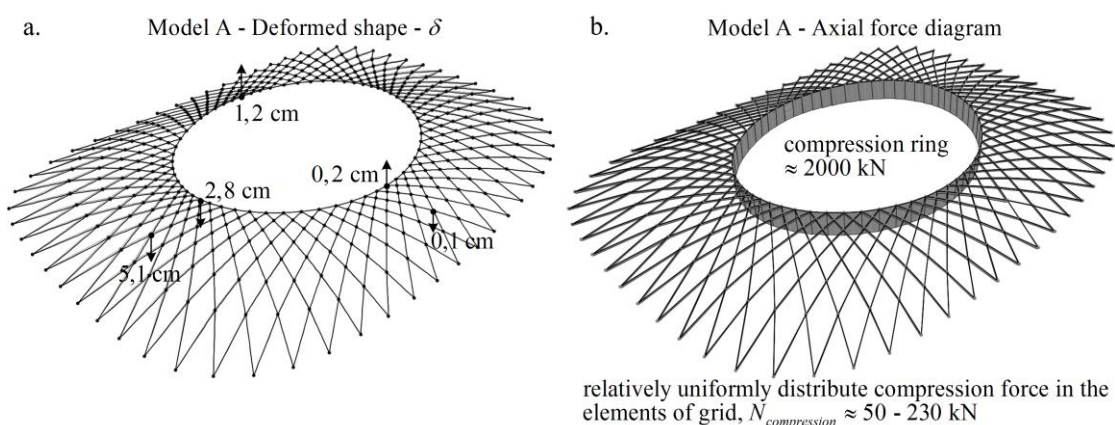 a. Model A - Deformed shape - δ
1,2 cm
0,2 cm
2,8 cm
0,1 cm
5,1 cm
b. Model A - Axial force diagram
compression ring
≈ 2000 kN
relatively uniformly distribute compression force in the
elements of grid, N compression ≈ 50 - 230 kN